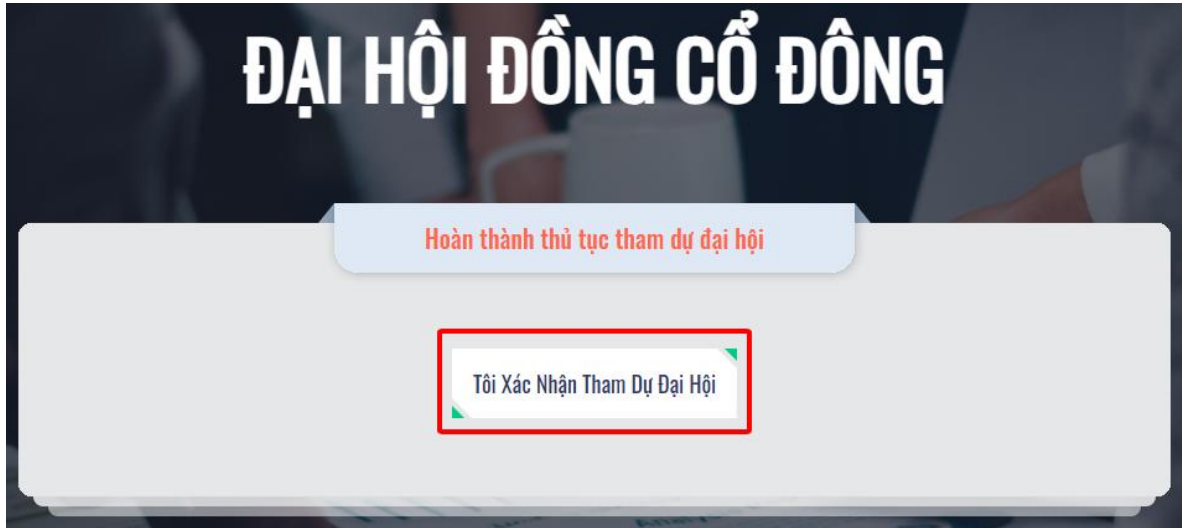 ĐẠI HỘI ĐỒNG CỔ ĐÔNG
Hoàn thành thủ tục tham dự đại hội
Tôi Xác Nhận Tham Dự Đại Hội